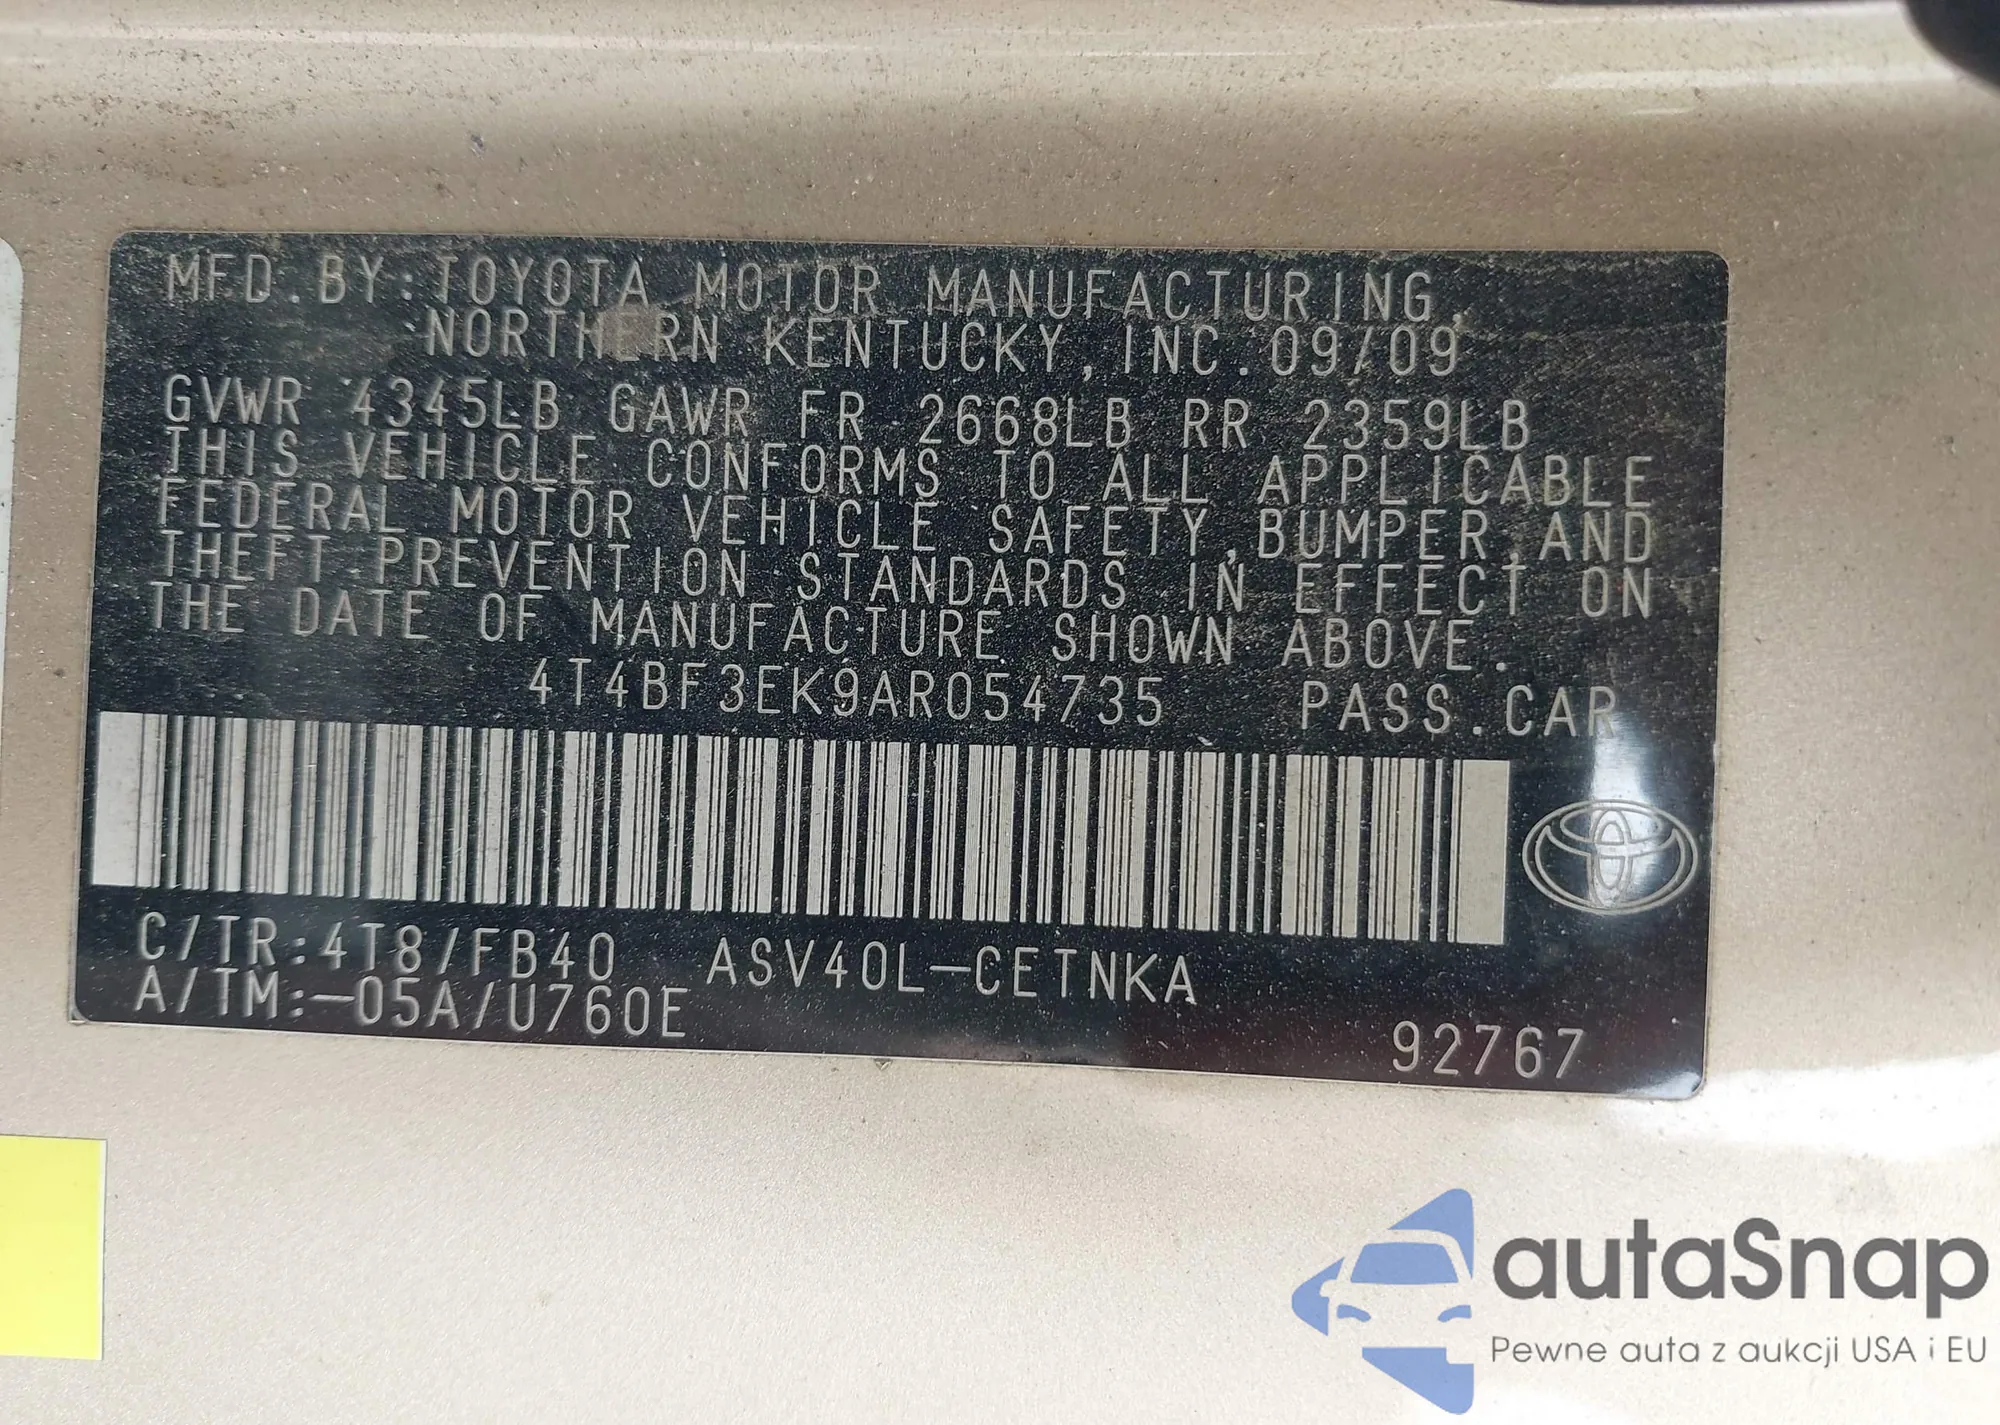 MFD.BY:TOYOTA MOTOR MANUFACTURING,
NORTHERN KENTUCKY,INC.09/09
GVWR 4345LB GAWR FR 2668LB RR 2359LB
THIS VEHICLE CONFORMS TO ALL APPLICABLE
FEDERAL MOTOR VEHICLE SAFETY,BUMPER,AND
THEFT PREVENTION STANDARDS IN EFFECT ON
THE DATE OF MANUFACTURE SHOWN ABOVE.
4T4BF3EK9AR054735 PASS.CAR
C/TR:4T8/FB40 ASV40L-CETNKA
A/TM:-05A/U760E
92767
autaSnap
Pewne auta z aukcji USA i EU